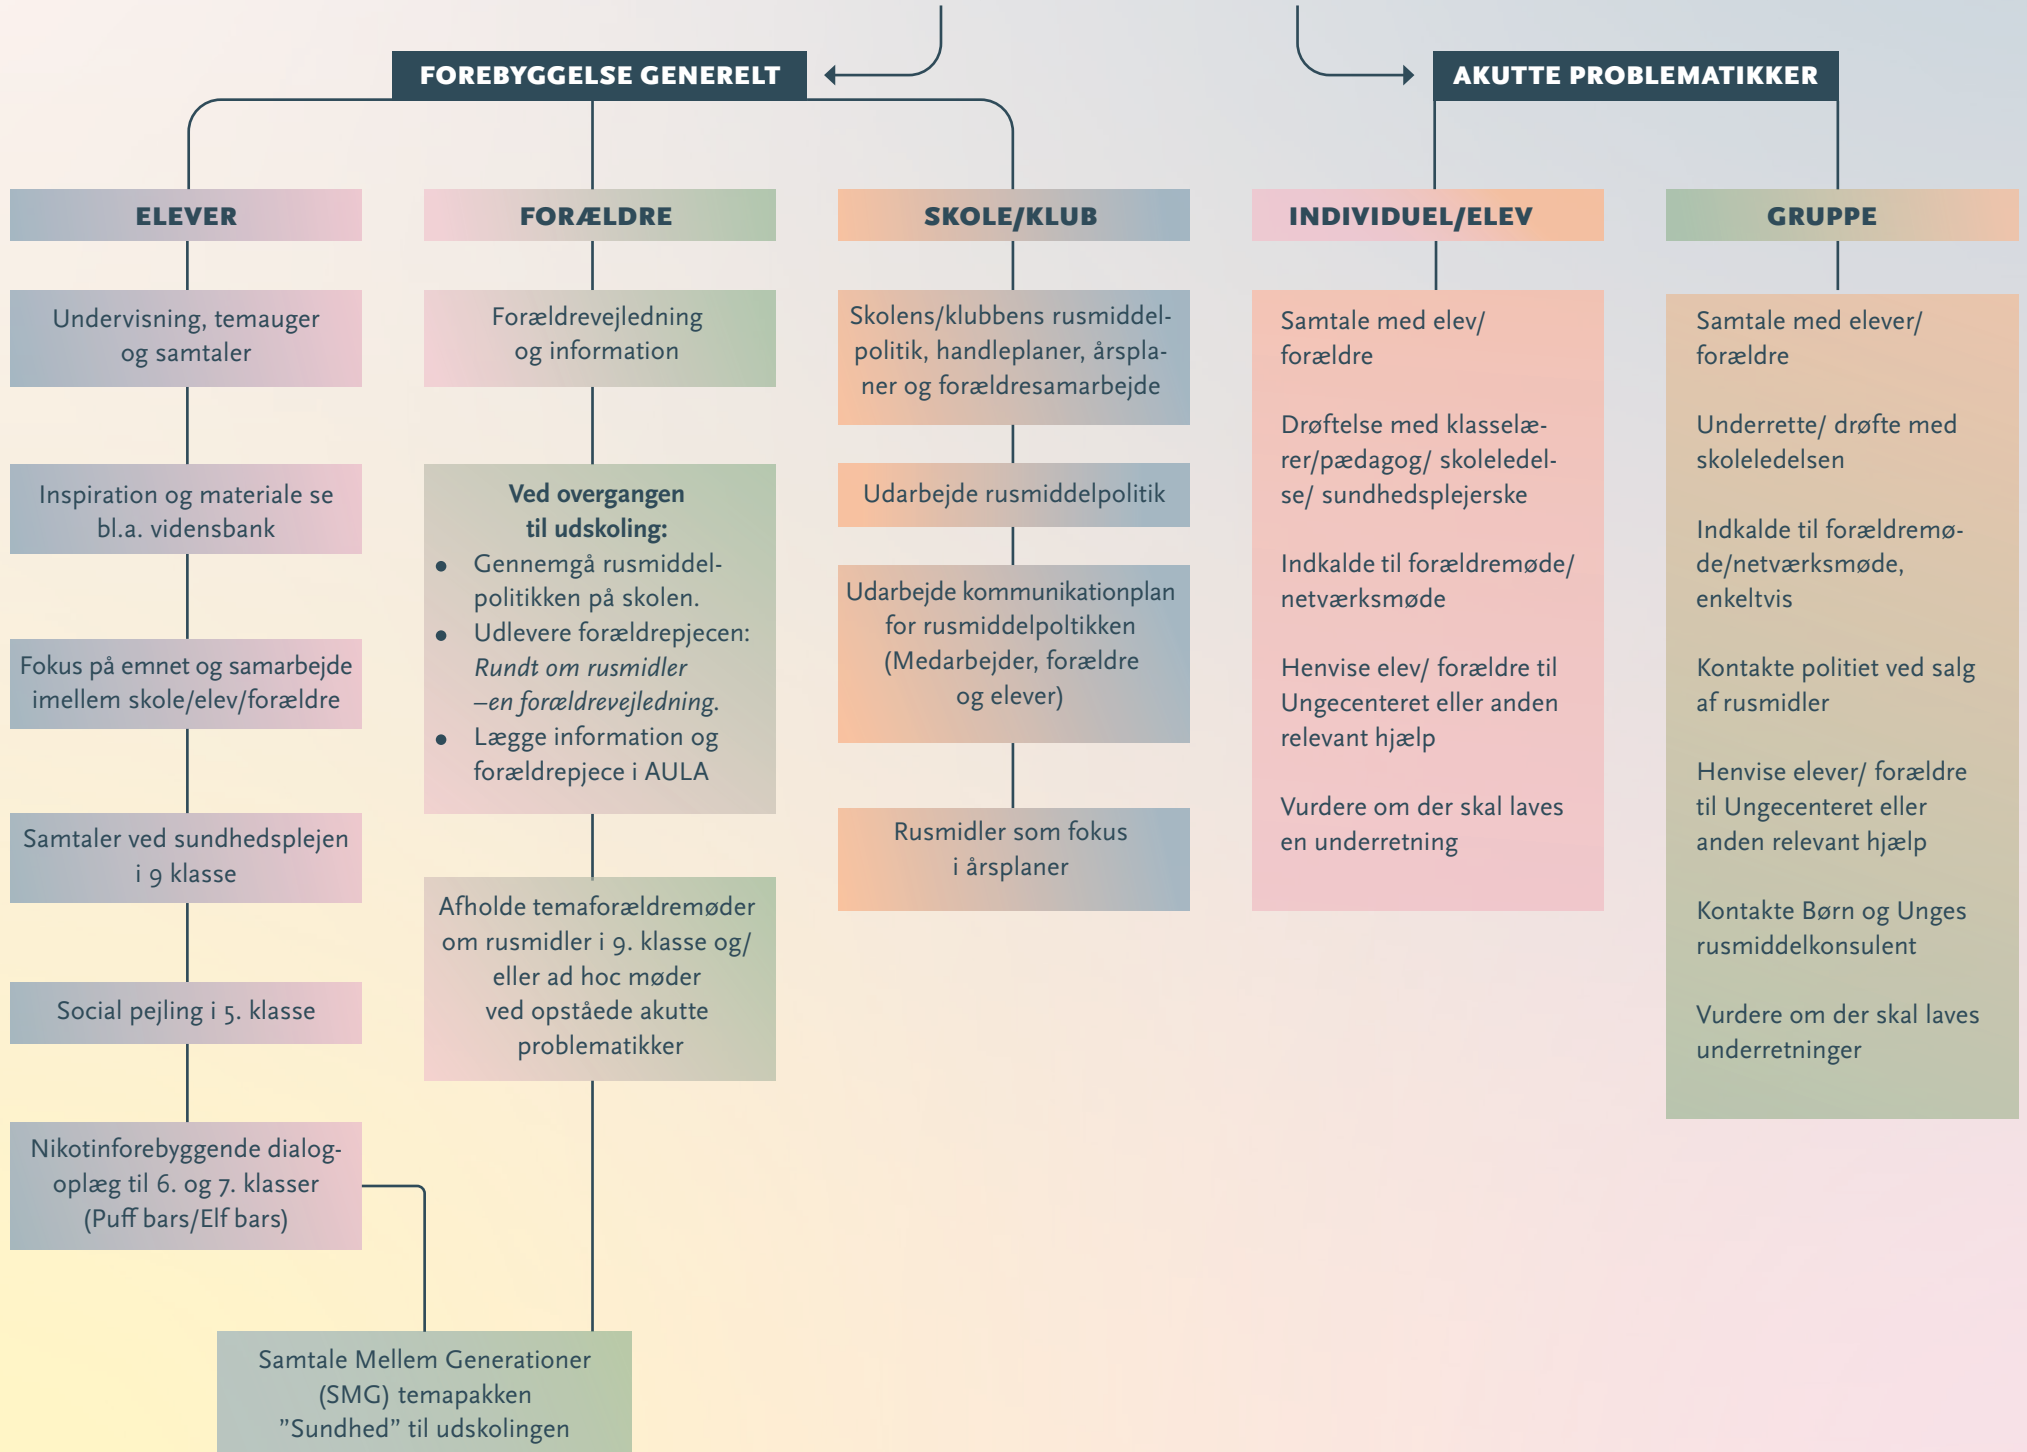 FOREBYGGELSE GENERELT
AKUTTE PROBLEMATIKKER
ELEVER
Undervisning, temauger
og samtaler
Inspiration og materiale se
bl.a. vidensbank
Fokus på emnet og samarbejde
imellem skole/elev/forældre
Samtaler ved sundhedsplejen
i 9 klasse
Social pejling i 5. klasse
Nikotinforebyggende dialog-
oplæg til 6. og 7. klasser
(Puff bars/Elf bars)
FORÆLDRE
Forældrevejledning
og information
Ved overgangen
til udskoling:
● Gennemgå rusmiddel-
politikken på skolen.
● Udlevere forældrepjecen:
Rundt om rusmidler
–en forældrevejledning.
● Lægge information og
forældrepjece i AULA
Afholde temaforældremøder
om rusmidler i 9. klasse og/
eller ad hoc møder
ved opståede akutte
problematikker
Samtale Mellem Generationer
(SMG) temapakken
”Sundhed” til udskolingen
SKOLE/KLUB
Skolens/klubbens rusmiddel-
politik, handleplaner, årspla-
ner og forældresamarbejde
Udarbejde rusmiddelpolitik
Udarbejde kommunikationplan
for rusmiddelpoltikken
(Medarbejder, forældre
og elever)
Rusmidler som fokus
i årsplaner
INDIVIDUEL/ELEV
Samtale med elev/
forældre
Drøftelse med klasselæ-
rer/pædagog/ skoleledel-
se/ sundhedsplejerske
Indkalde til forældremøde/
netværksmøde
Henvise elev/ forældre til
Ungecenteret eller anden
relevant hjælp
Vurdere om der skal laves
en underretning
GRUPPE
Samtale med elever/
forældre
Underrette/ drøfte med
skoleledelsen
Indkalde til forældremø-
de/netværksmøde,
enkeltvis
Kontakte politiet ved salg
af rusmidler
Henvise elever/ forældre
til Ungecenteret eller
anden relevant hjælp
Kontakte Børn og Unges
rusmiddelkonsulent
Vurdere om der skal laves
underretninger